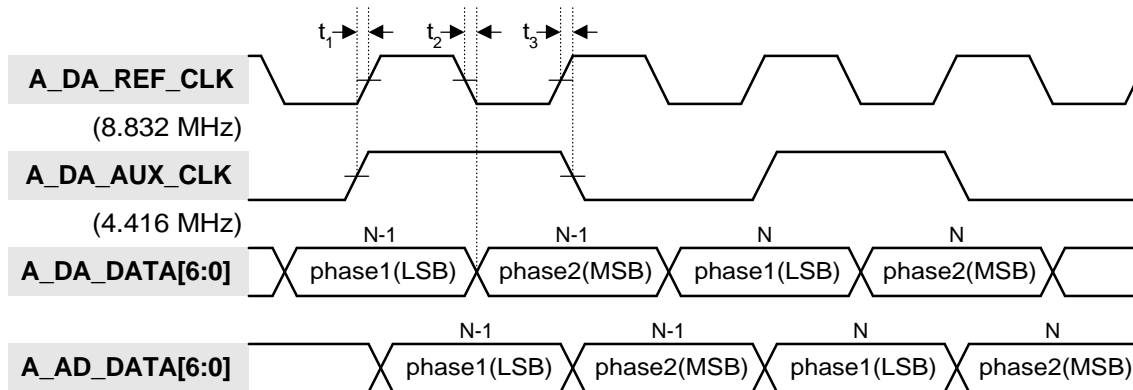 t1 t2 t3
A_DA_REF_CLK
(8.832 MHz)
A_DA_AUX_CLK
(4.416 MHz)
N-1 N-1 N N
A_DA_DATA[6:0] phase1(LSB) phase2(MSB) phase1(LSB) phase2(MSB)
N-1 N-1 N N
A_AD_DATA[6:0] phase1(LSB) phase2(MSB) phase1(LSB) phase2(MSB)